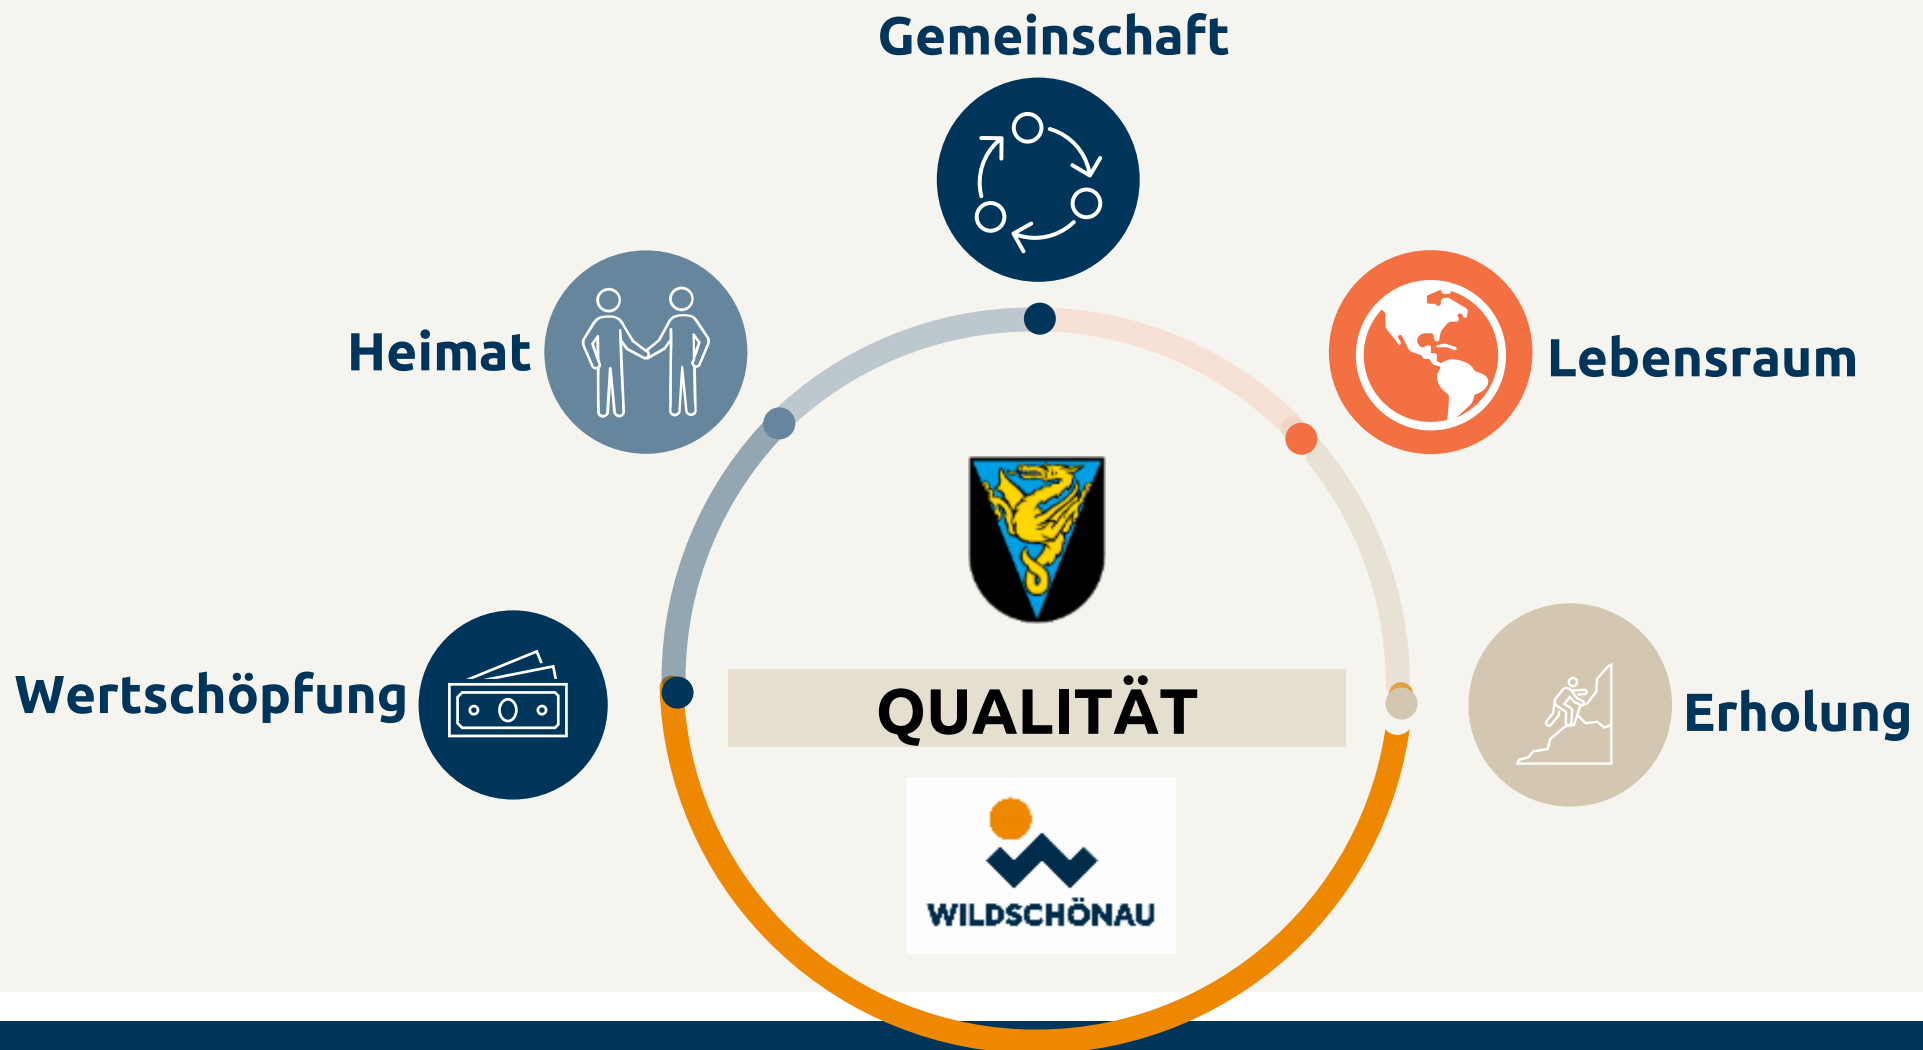 Gemeinschaft
Heimat
Lebensraum
Wertschöpfung
QUALITÄT
Erholung
WILDSCHÖNAU